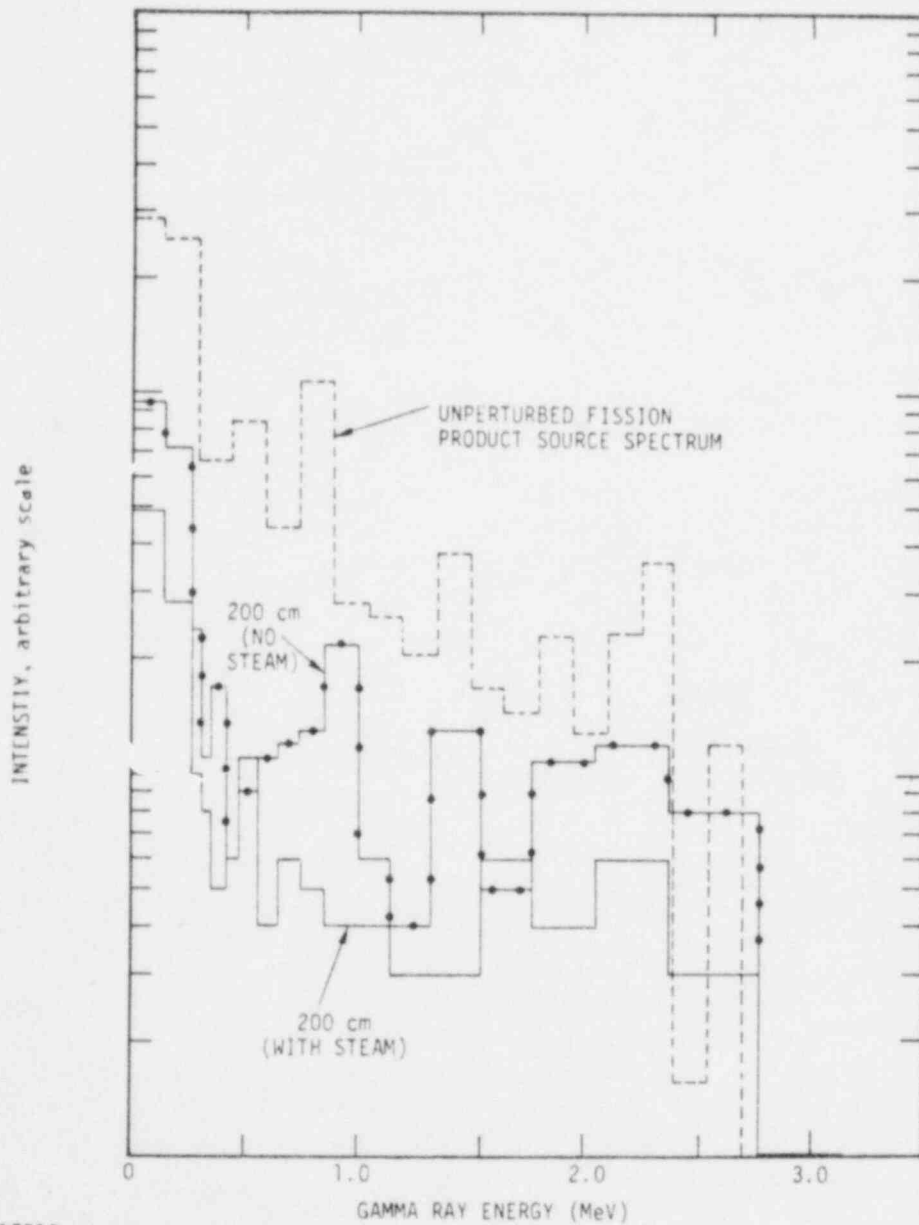 UNPERTURBED FISSION
PRODUCT SOURCE SPECTRUM
200 cm
(NO
STEAM)
200 cm
(WITH STEAM)
INTENSTIY, arbitrary scale
0 1.0 2.0 3.0
GAMMA RAY ENERGY (MeV)